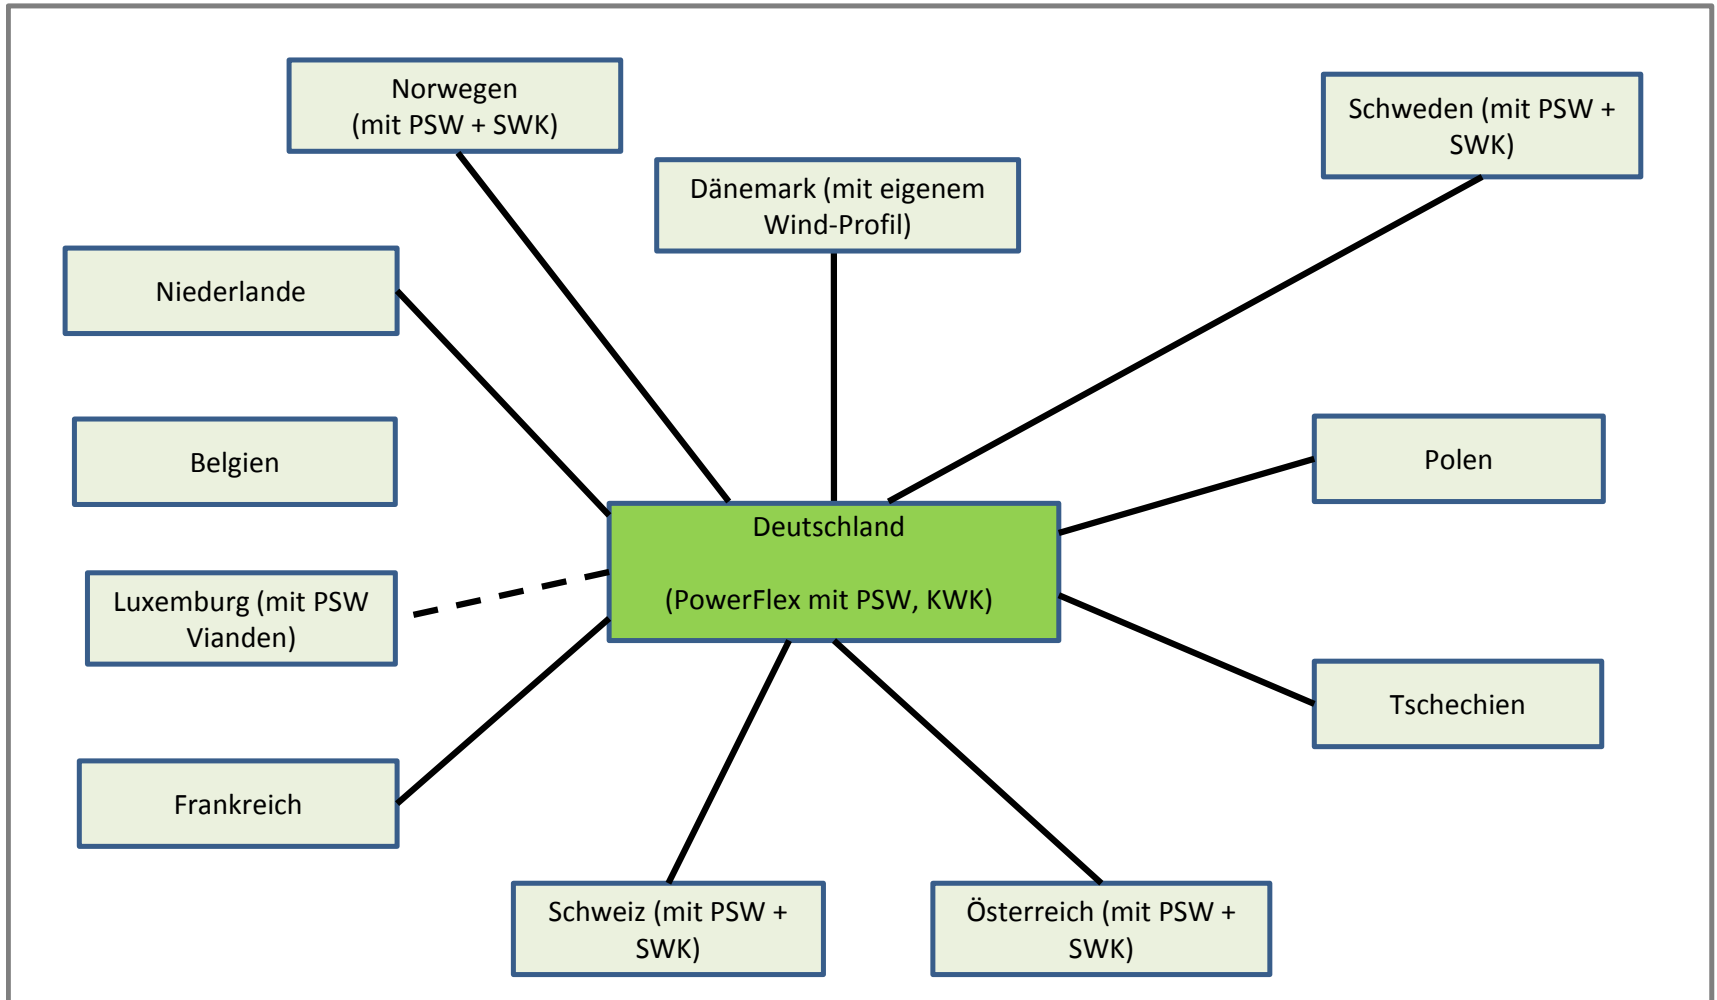 Norwegen
(mit PSW + SWK)
Schweden (mit PSW +
SWK)
Dänemark (mit eigenem
Wind-Profil)
Niederlande
Belgien
Polen
Deutschland
(PowerFlex mit PSW, KWK)
Luxemburg (mit PSW
Vianden)
Tschechien
Frankreich
Schweiz (mit PSW +
SWK)
Österreich (mit PSW +
SWK)